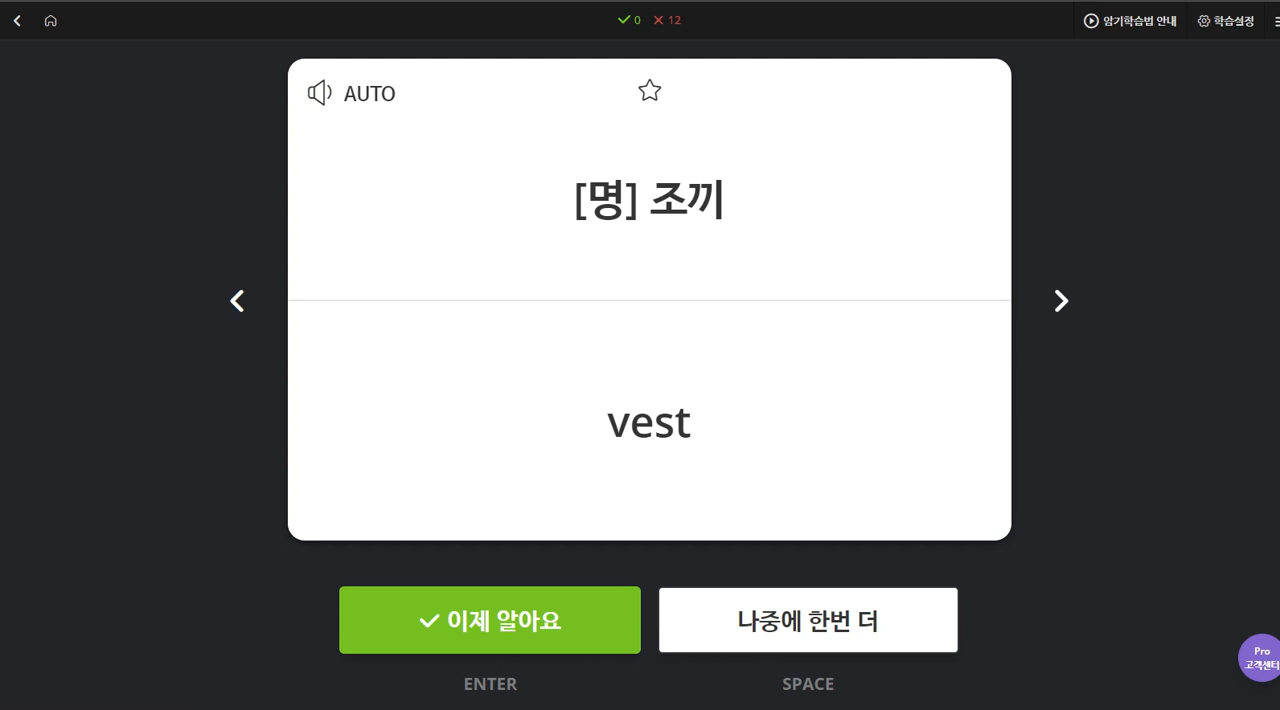 0 12 암기학습법 안내 학습설정
AUTO
[명] 조끼
vest
이제 알아요 나중에 한번 더
ENTER SPACE
Pro
고객센터